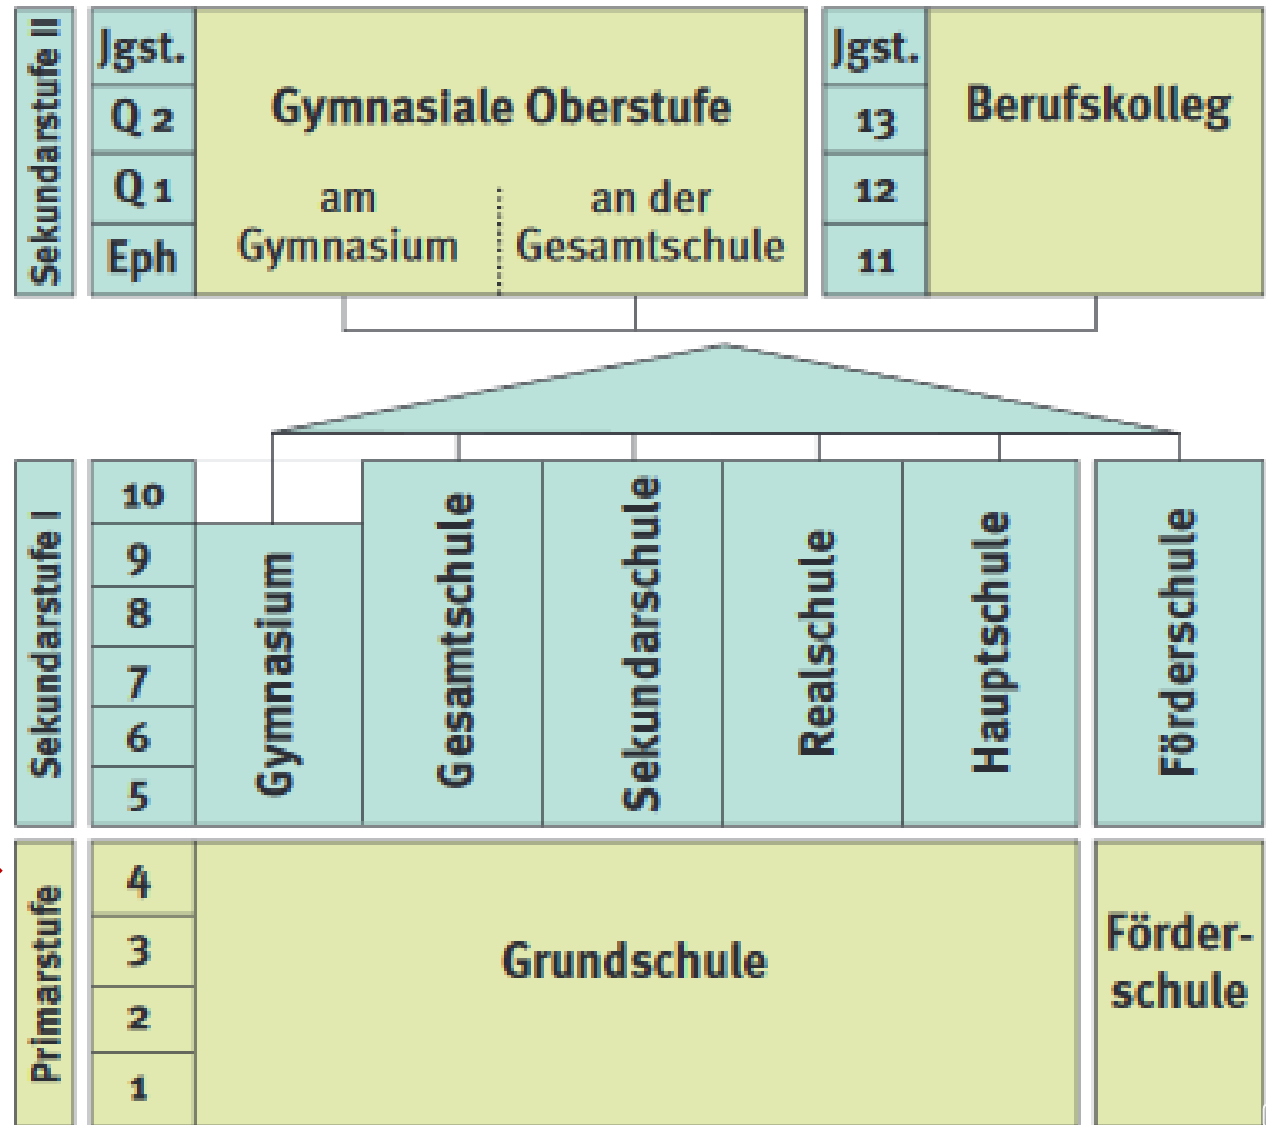 Sekundarstufe II
Jgst.
Q 2
Q 1
Eph
Gymnasiale Oberstufe
am
Gymnasium
an der
Gesamtschule
Jgst.
13
12
11
Berufskolleg
Sekundarstufe I
10
9
8
7
6
5
Gymnasium
Gesamtschule
Sekundarschule
Realschule
Hauptschule
Förderschule
Primarstufe
4
3
2
1
Grundschule
Förder-
schule